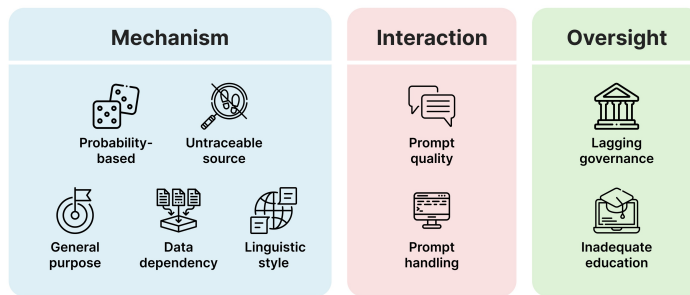 Mechanism
Probability-
based
Untraceable
source
General
purpose
Data
dependency
Linguistic
style
Interaction
Prompt
quality
Prompt
handling
Oversight
Lagging
governance
Inadequate
education